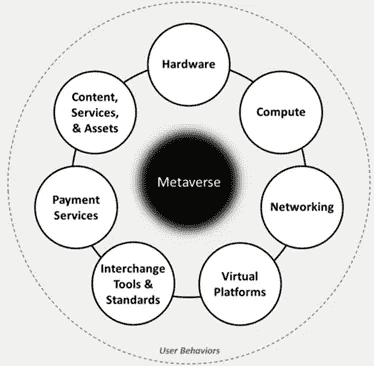 Hardware
Compute
Networking
Virtual
Platforms
Interchange
Tools &
Standards
Payment
Services
Content,
Services,
& Assets
Metaverse
User Behaviors